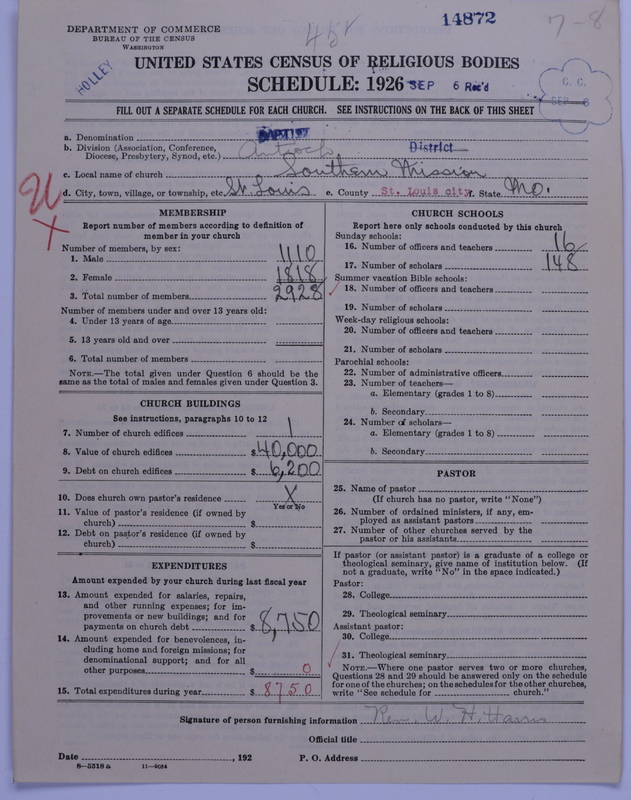 14872
7-8
DEPARTMENT OF COMMERCE
BUREAU OF THE CENSUS
WASHINGTON
HOLLEY
UNITED STATES CENSUS OF RELIGIOUS BODIES
SCHEDULE: 1926
SEP 6 Rec'd
C. C.
SEP 6
FILL OUT A SEPARATE SCHEDULE FOR EACH CHURCH. SEE INSTRUCTIONS ON THE BACK OF THIS SHEET
a. Denomination BAPTIST
b. Division (Association, Conference, Diocese, Presbytery, Synod, etc.) Antioch District
c. Local name of church Southern Mission
d. City, town, village, or township, etc. St. Louis e. County St. Louis city f. State Mo.
MEMBERSHIP
Report number of members according to definition of
member in your church
Number of members, by sex:
1. Male 1110
2. Female 1818
3. Total number of members 2928
Number of members under and over 13 years old:
4. Under 13 years of age
5. 13 years old and over
6. Total number of members
NOTE.—The total given under Question 6 should be the
same as the total of males and females given under Question 3.
CHURCH BUILDINGS
See instructions, paragraphs 10 to 12
7. Number of church edifices 1
8. Value of church edifices $40,000
9. Debt on church edifices $6,200
10. Does church own pastor's residence X
Yes or No
11. Value of pastor's residence (if owned by
church) $
12. Debt on pastor's residence (if owned by
church) $
EXPENDITURES
Amount expended by your church during last fiscal year
13. Amount expended for salaries, repairs,
and other running expenses; for im-
provements or new buildings; and for
payments on church debt $8,750
14. Amount expended for benevolences, in-
cluding home and foreign missions; for
denominational support; and for all
other purposes $0
15. Total expenditures during year $8750
CHURCH SCHOOLS
Report here only schools conducted by this church
Sunday schools:
16. Number of officers and teachers 16
17. Number of scholars 148
Summer vacation Bible schools:
18. Number of officers and teachers
19. Number of scholars
Week-day religious schools:
20. Number of officers and teachers
21. Number of scholars
Parochial schools:
22. Number of administrative officers
23. Number of teachers—
a. Elementary (grades 1 to 8)
b. Secondary
24. Number of scholars—
a. Elementary (grades 1 to 8)
b. Secondary
PASTOR
25. Name of pastor
(If church has no pastor, write "None")
26. Number of ordained ministers, if any, em-
ployed as assistant pastors
27. Number of other churches served by the
pastor or his assistants
If pastor (or assistant pastor) is a graduate of a college or
theological seminary, give name of institution below. (If
not a graduate, write "No" in the space indicated.)
Pastor:
28. College
29. Theological seminary
Assistant pastor:
30. College
31. Theological seminary
NOTE.—Where one pastor serves two or more churches,
Questions 28 and 29 should be answered only on the schedule
for one of the churches; on the schedules for the other churches,
write "See schedule for church."
Signature of person furnishing information Rev. W. H. Harris
Official title
Date , 192 P. O. Address
8—5518a 11—9084